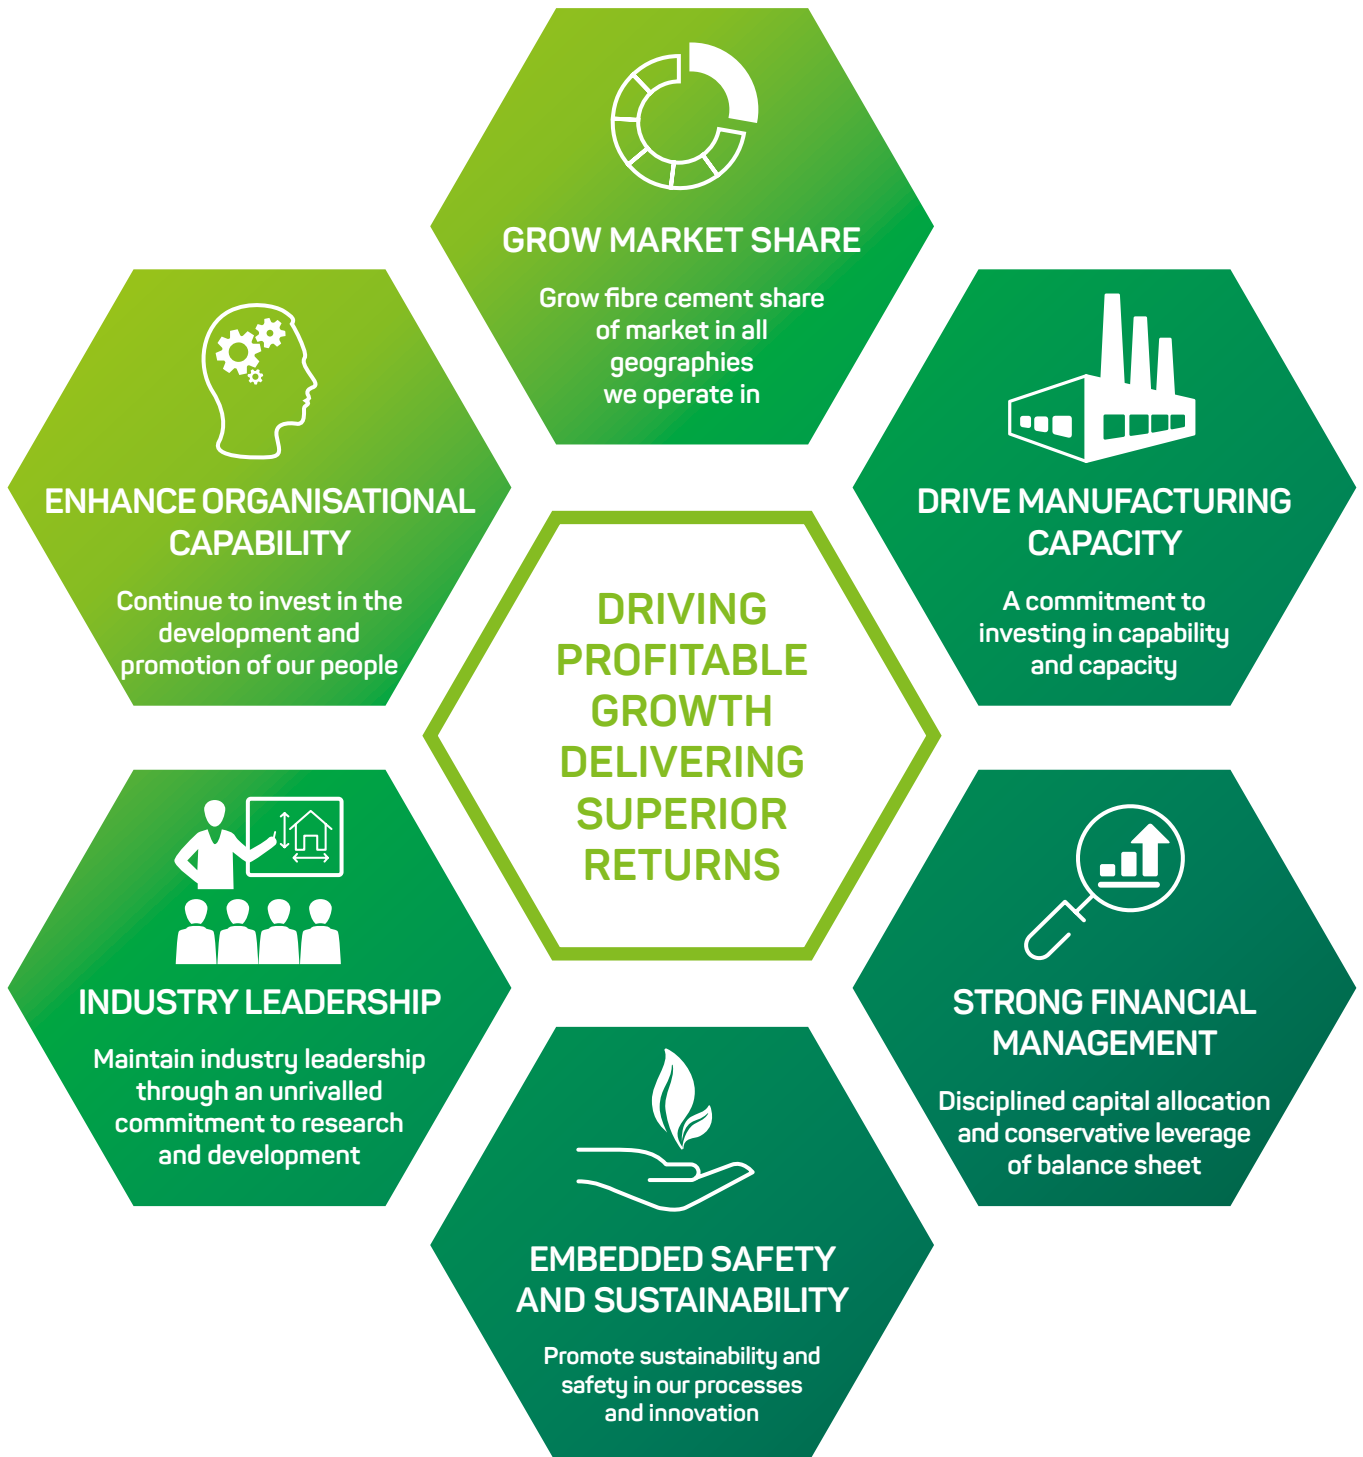 GROW MARKET SHARE
Grow fibre cement share
of market in all
geographies
we operate in
ENHANCE ORGANISATIONAL
CAPABILITY
Continue to invest in the
development and
promotion of our people
DRIVE MANUFACTURING
CAPACITY
A commitment to
investing in capability
and capacity
DRIVING
PROFITABLE
GROWTH
DELIVERING
SUPERIOR
RETURNS
INDUSTRY LEADERSHIP
Maintain industry leadership
through an unrivalled
commitment to research
and development
STRONG FINANCIAL
MANAGEMENT
Disciplined capital allocation
and conservative leverage
of balance sheet
EMBEDDED SAFETY
AND SUSTAINABILITY
Promote sustainability and
safety in our processes
and innovation